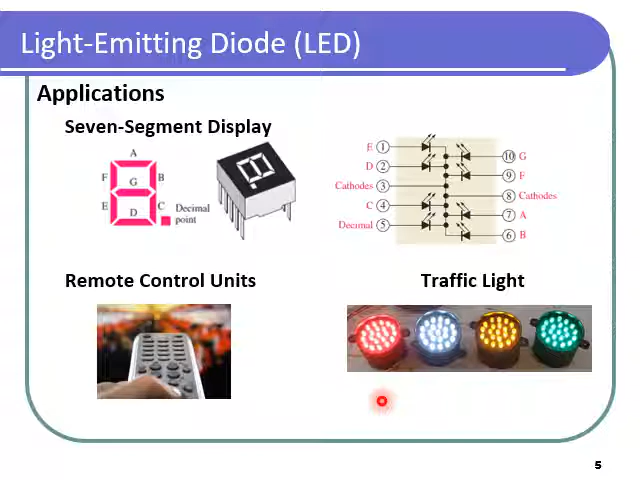 Light-Emitting Diode (LED)
Applications
Seven-Segment Display
A
F
B
G
E
C
D
Decimal
point
E 1
D 2
Cathodes 3
C 4
Decimal 5
10 G
9 F
8 Cathodes
7 A
6 B
Remote Control Units
Traffic Light
5